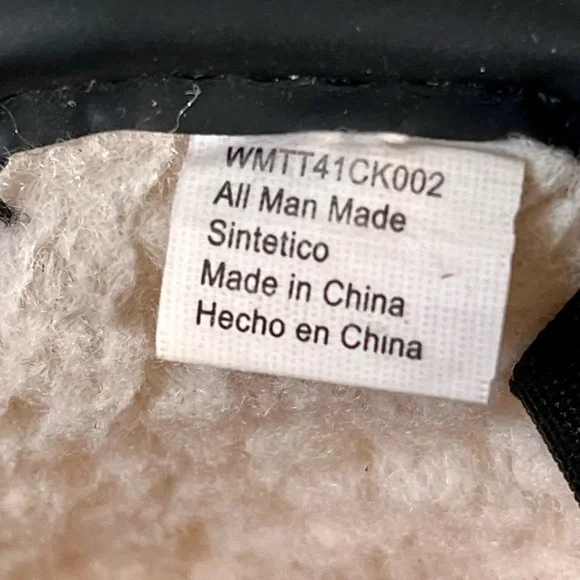 WMTT41CK002
All Man Made
Sintetico
Made in China
Hecho en China